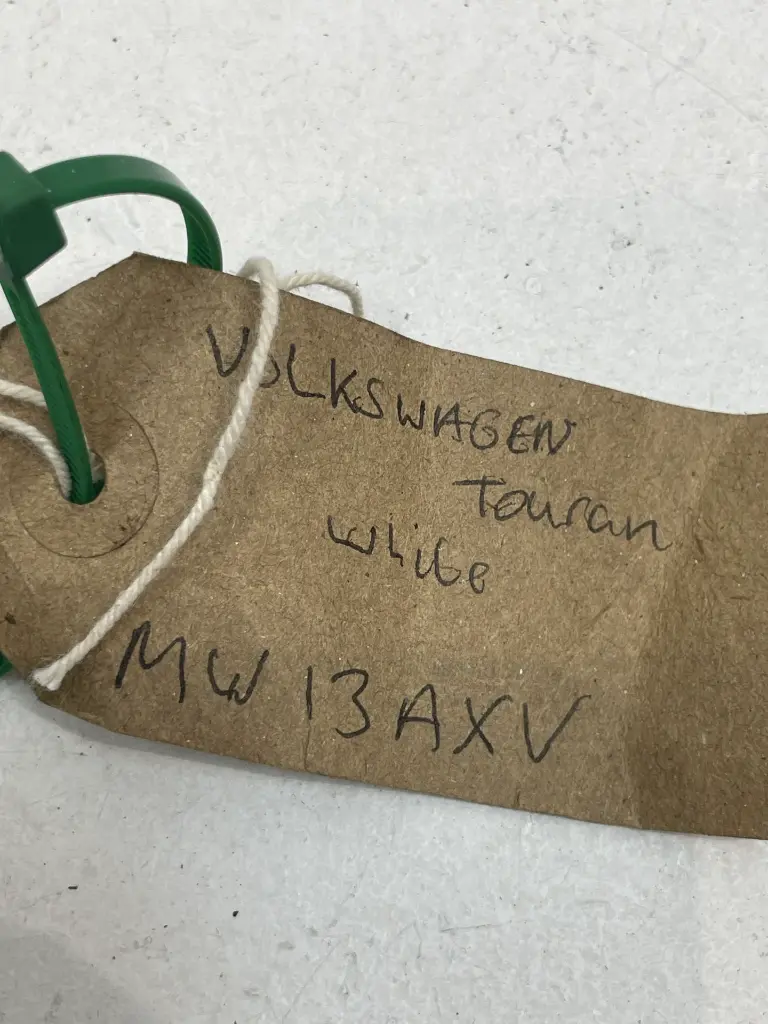 VOLKSWAGEN
Touran
white
MW13AXV